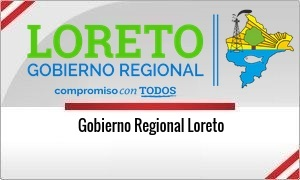 LORETO
GOBIERNO REGIONAL
compromiso con TODOS
Gobierno Regional Loreto